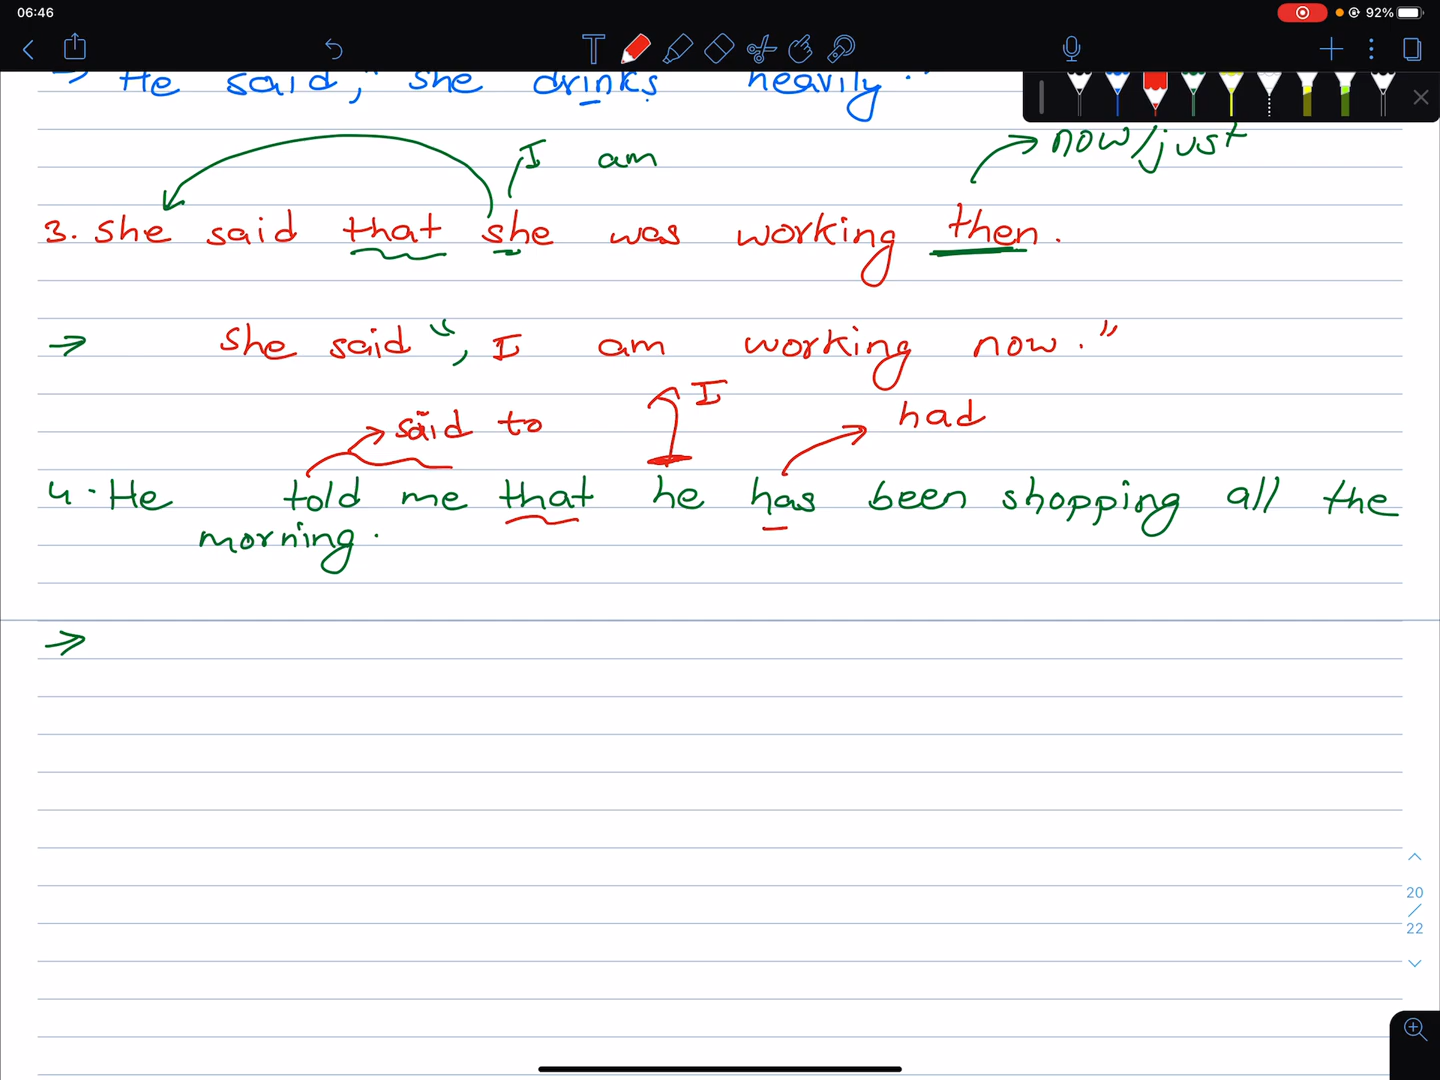 06:46
92%
T
→ He said, " she drinks heavily."
I am
now/just
3. She said that she was working then.
→ She said ", I am working now."
said to
I
had
4. He told me that he has been shopping all the
morning.
20
/
22